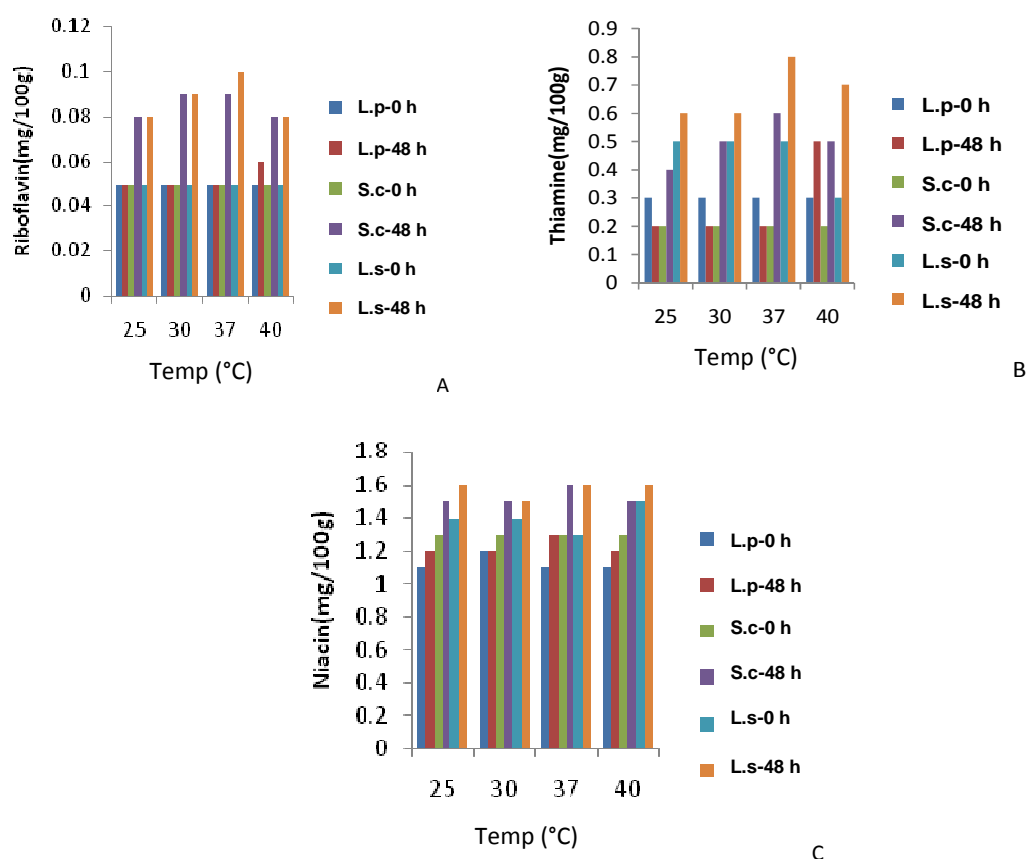 Riboflavin(mg/100g)
0.12
0.1
0.08
0.06
0.04
0.02
0
25 30 37 40
Temp (°C)
L.p-0 h
L.p-48 h
S.c-0 h
S.c-48 h
L.s-0 h
L.s-48 h
A
Thiamine(mg/100g)
0.9
0.8
0.7
0.6
0.5
0.4
0.3
0.2
0.1
0
25 30 37 40
Temp (°C)
L.p-0 h
L.p-48 h
S.c-0 h
S.c-48 h
L.s-0 h
L.s-48 h
B
Niacin(mg/100g)
1.8
1.6
1.4
1.2
1
0.8
0.6
0.4
0.2
0
25 30 37 40
Temp (°C)
L.p-0 h
L.p-48 h
S.c-0 h
S.c-48 h
L.s-0 h
L.s-48 h
C